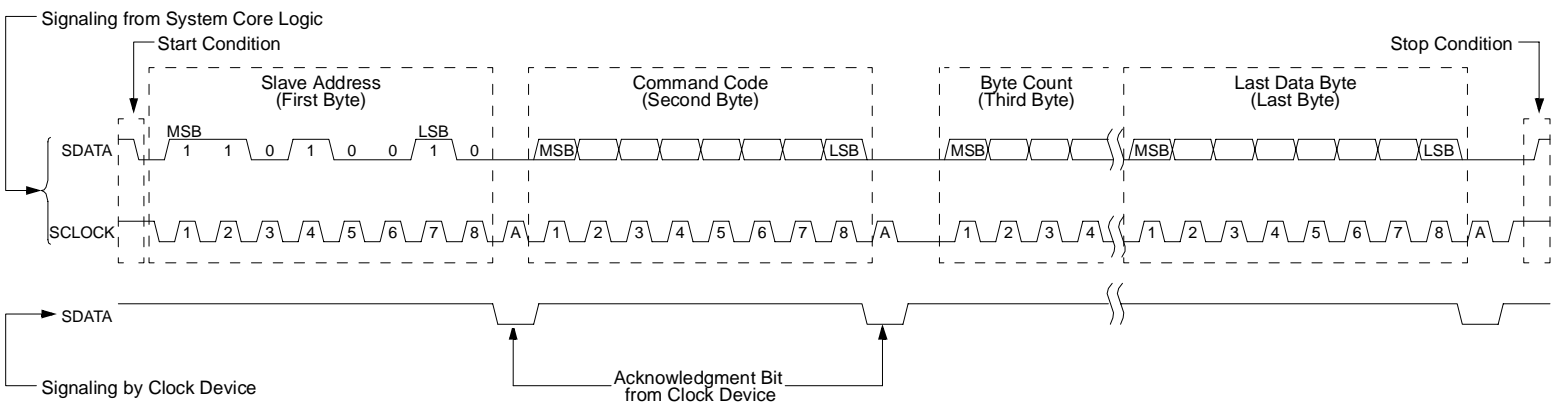 Signaling from System Core Logic
Start Condition
Stop Condition
Slave Address
(First Byte)
Command Code
(Second Byte)
Byte Count
(Third Byte)
Last Data Byte
(Last Byte)
MSB
LSB
SDATA
1 1 0 1 0 0 1 0
MSB LSB
MSB
MSB LSB
SCLOCK
1 2 3 4 5 6 7 8 A
1 2 3 4 5 6 7 8 A
1 2 3 4
1 2 3 4 5 6 7 8 A
SDATA
Signaling by Clock Device
Acknowledgment Bit
from Clock Device